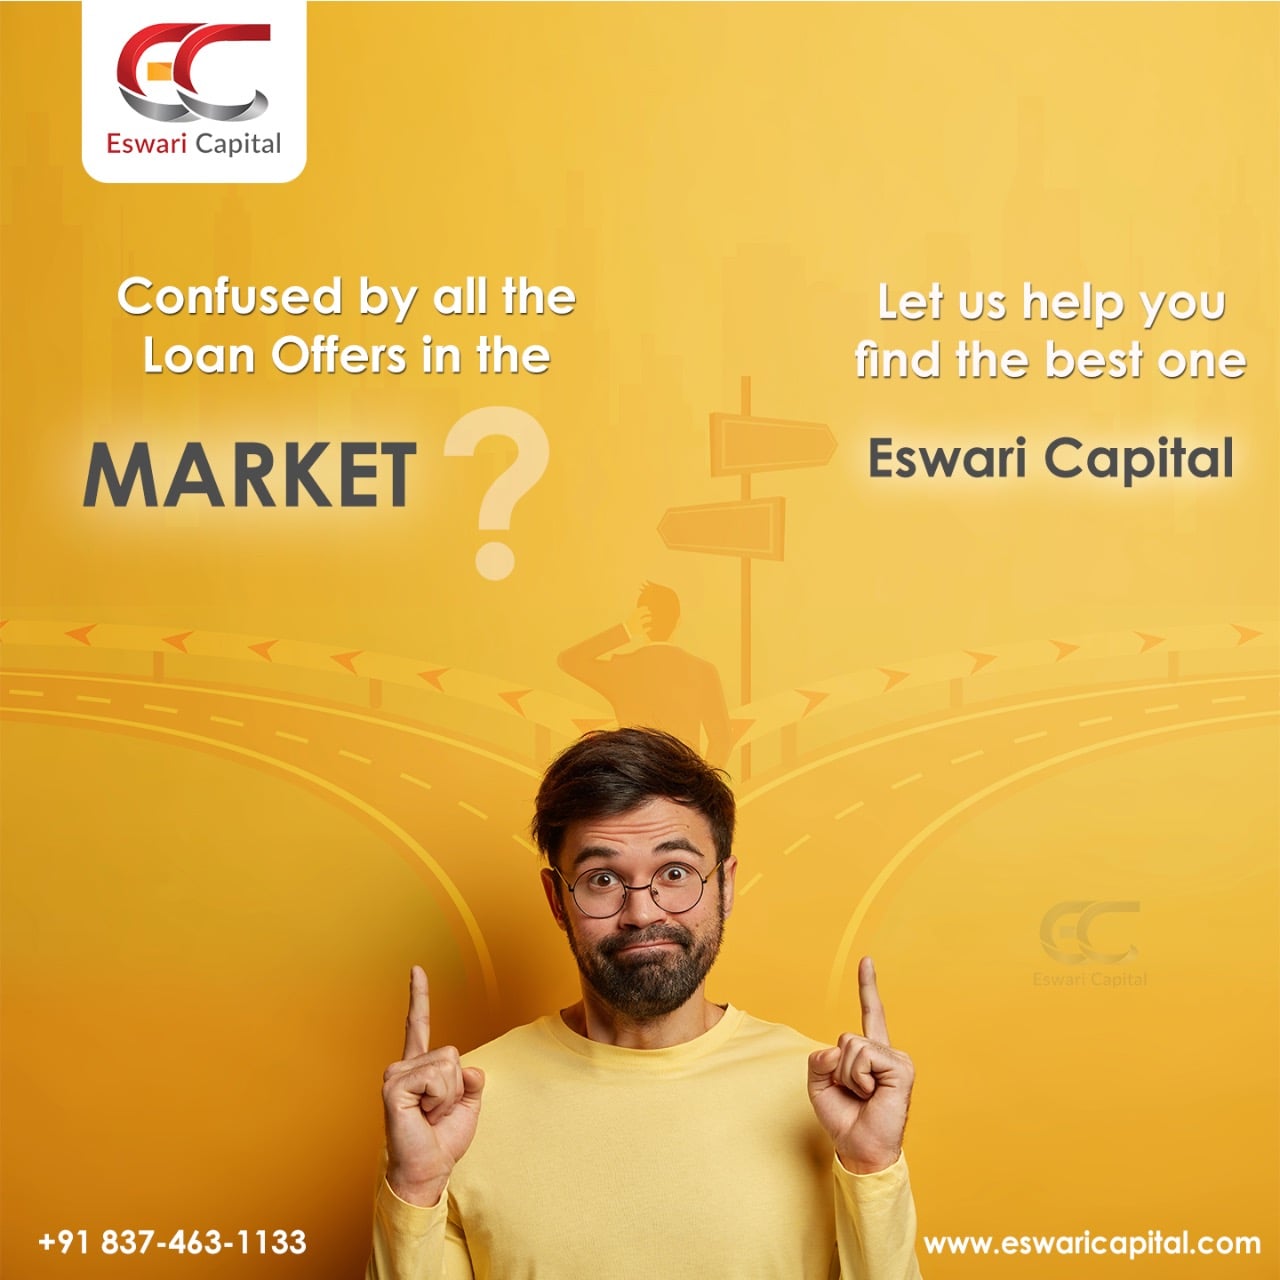 Eswari Capital
Confused by all the
Loan Offers in the
MARKET ?
Let us help you
find the best one
Eswari Capital
EC
Eswari Capital
+91 837-463-1133
www.eswaricapital.com